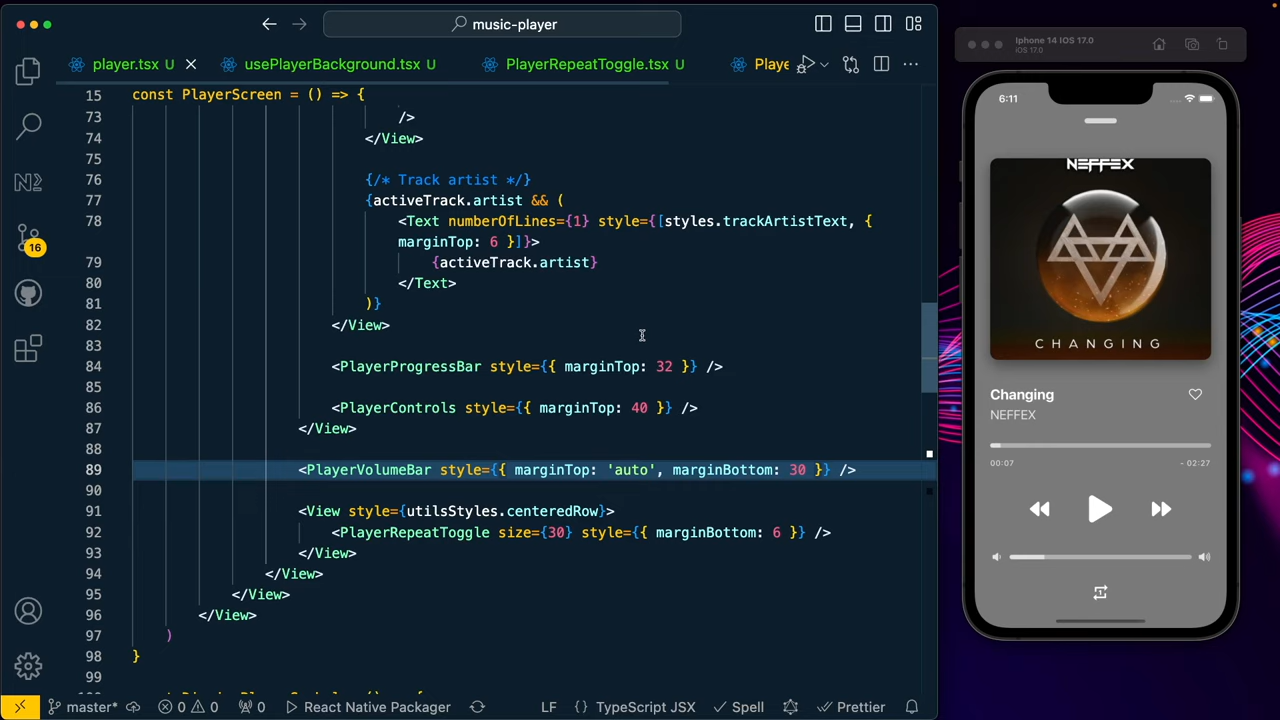 music-player
player.tsx U
usePlayerBackground.tsx U
PlayerRepeatToggle.tsx U
Playe
15 const PlayerScreen = () => {
73 />
74 </View>
75
76 {/* Track artist */}
77 {activeTrack.artist && (
78 <Text numberOfLines={1} style={[styles.trackArtistText, {
marginTop: 6 }]}>
79 {activeTrack.artist}
80 </Text>
81 )}
82 </View>
83
84 <PlayerProgressBar style={{ marginTop: 32 }} />
85
86 <PlayerControls style={{ marginTop: 40 }} />
87 </View>
88
89 <PlayerVolumeBar style={{ marginTop: 'auto', marginBottom: 30 }} />
90
91 <View style={utilsStyles.centeredRow}>
92 <PlayerRepeatToggle size={30} style={{ marginBottom: 6 }} />
93 </View>
94 </View>
95 </View>
96 </View>
97 )
98 }
99
16
master*
0 0
0
React Native Packager
LF
{} TypeScript JSX
Spell
Prettier
Iphone 14 IOS 17.0
iOS 17.0
6:11
NEFFEX
CHANGING
Changing
NEFFEX
00:07
- 02:27
1